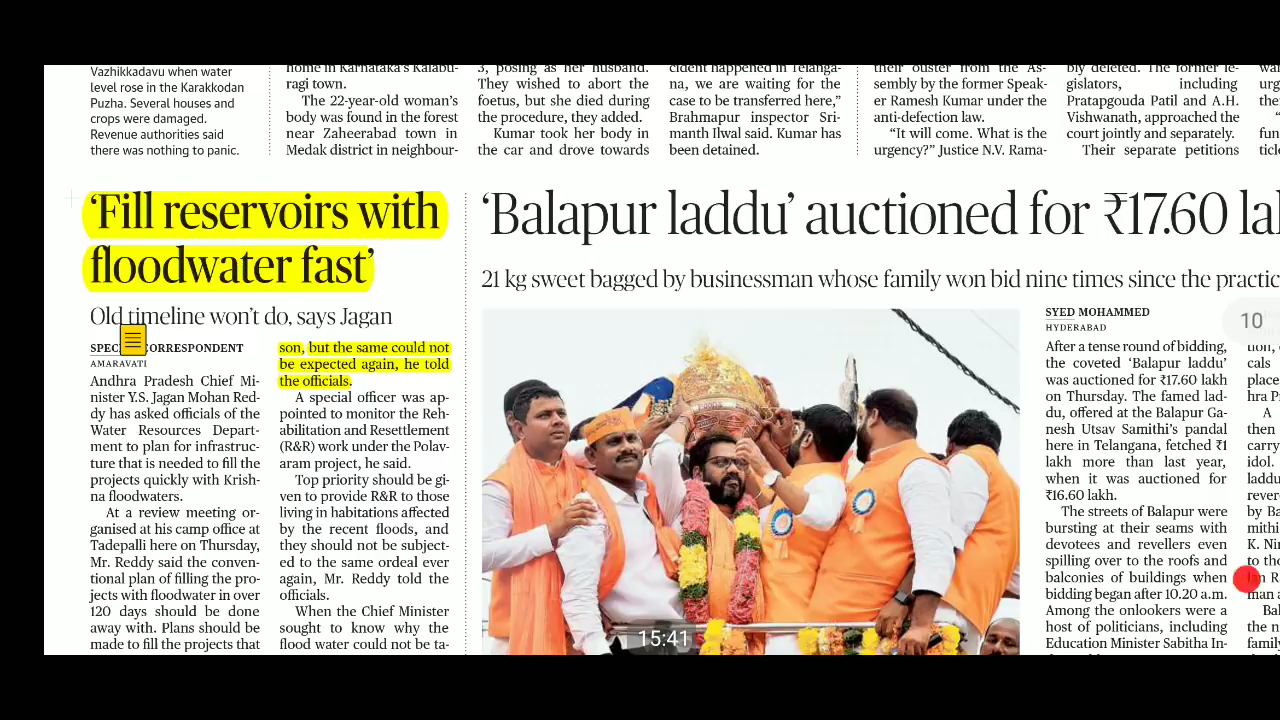 Vazhikkadavu when water
level rose in the Karakkodan
Puzha. Several houses and
crops were damaged.
Revenue authorities said
there was nothing to panic.
home in Karnataka's Kalabu-
ragi town.
The 22-year-old woman's
body was found in the forest
near Zaheerabad town in
Medak district in neighbour-
3, posing as her husband.
They wished to abort the
foetus, but she died during
the procedure, they added.
Kumar took her body in
the car and drove towards
cident happened in Telanga-
na, we are waiting for the
case to be transferred here,”
Brahmapur inspector Sri-
manth Ilwal said. Kumar has
been detained.
their ouster from the As-
sembly by the former Speak-
er Ramesh Kumar under the
anti-defection law.
“It will come. What is the
urgency?” Justice N.V. Rama-
bly deleted. The former le-
gislators, including
Pratapgouda Patil and A.H.
Vishwanath, approached the
court jointly and separately.
Their separate petitions
‘Fill reservoirs with
floodwater fast’
Old timeline won't do, says Jagan
CORRESPONDENT
AMARAVATI
Andhra Pradesh Chief Mi-
nister Y.S. Jagan Mohan Red-
dy has asked officials of the
Water Resources Depart-
ment to plan for infrastruc-
ture that is needed to fill the
projects quickly with Krish-
na floodwaters.
At a review meeting or-
ganised at his camp office at
Tadepalli here on Thursday,
Mr. Reddy said the conven-
tional plan of filling the pro-
jects with floodwater in over
120 days should be done
away with. Plans should be
made to fill the projects that
son, but the same could not
be expected again, he told
the officials.
A special officer was ap-
pointed to monitor the Reh-
abilitation and Resettlement
(R&R) work under the Polav-
aram project, he said.
Top priority should be gi-
ven to provide R&R to those
living in habitations affected
by the recent floods, and
they should not be subject-
ed to the same ordeal ever
again, Mr. Reddy told the
officials.
When the Chief Minister
sought to know why the
flood water could not be ta-
‘Balapur laddu’ auctioned for ₹17.60
21 kg sweet bagged by businessman whose family won bid nine times since the
15:41
SYED MOHAMMED
HYDERABAD
After a tense round of bidding,
the coveted ‘Balapur laddu’
was auctioned for ₹17.60 lakh
on Thursday. The famed lad-
du, offered at the Balapur Ga-
nesh Utsav Samithi's pandal
here in Telangana, fetched ₹1
lakh more than last year,
when it was auctioned for
₹16.60 lakh.
The streets of Balapur were
bursting at their seams with
devotees and revellers even
spilling over to the roofs and
balconies of buildings when
bidding began after 10.20 a.m.
Among the onlookers were a
host of politicians, including
Education Minister Sabitha In-
10